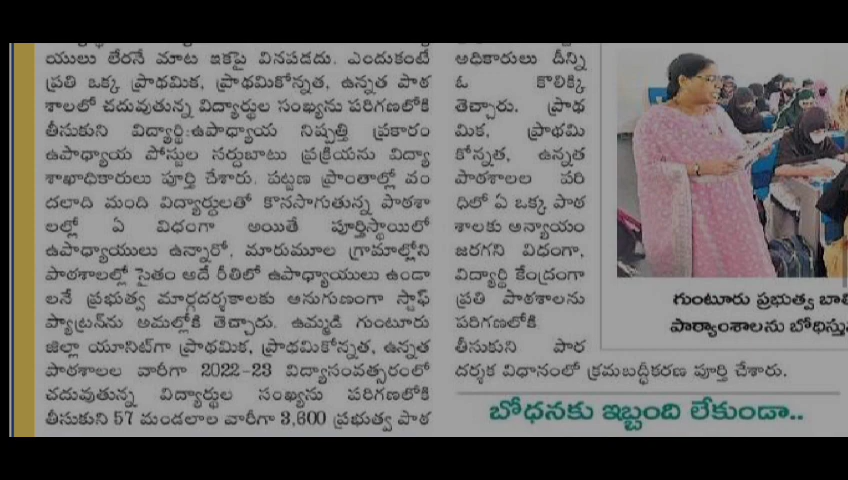 యులు లేరనే మాట ఇకపై వినపడదు. ఎందుకంటే
ప్రతి ఒక్క ప్రాథమిక, ప్రాథమికోన్నత, ఉన్నత పాఠ
శాలలో చదువుతున్న విద్యార్థుల సంఖ్యను పరిగణలోకి
తీసుకుని విద్యార్థి:ఉపాధ్యాయ నిష్పత్తి ప్రకారం
ఉపాధ్యాయ పోస్టుల సర్దుబాటు ప్రక్రియను విద్యా
శాఖాధికారులు పూర్తి చేశారు. పట్టణ ప్రాంతాల్లో వం
దలాది మంది విద్యార్థులతో కొనసాగుతున్న పాఠశా
లల్లో ఏ విధంగా అయితే పూర్తిస్థాయిలో
ఉపాధ్యాయులు ఉన్నారో, మారుమూల గ్రామాల్లోని
పాఠశాలల్లో సైతం అదే రీతిలో ఉపాధ్యాయులు ఉండా
లనే ప్రభుత్వ మార్గదర్శకాలకు అనుగుణంగా స్టాఫ్
ప్యాట్రన్‌ను అమల్లోకి తెచ్చారు. ఉమ్మడి గుంటూరు
జిల్లా యూనిట్‌గా ప్రాథమిక, ప్రాథమికోన్నత, ఉన్నత
పాఠశాలల వారీగా 2022-23 విద్యాసంవత్సరంలో
చదువుతున్న విద్యార్థుల సంఖ్యను పరిగణలోకి
తీసుకుని 57 మండలాల వారీగా 3,600 ప్రభుత్వ పాఠ
అధికారులు దీన్ని
ఓ కొలిక్కి
తెచ్చారు. ప్రాథ
మిక, ప్రాథమి
కోన్నత, ఉన్నత
పాఠశాలల పరి
ధిలో ఏ ఒక్క పాఠ
శాలకు అన్యాయం
జరగని విధంగా,
విద్యార్థి కేంద్రంగా
ప్రతి పాఠశాలను
పరిగణలోకి
తీసుకుని పార
దర్శక విధానంలో క్రమబద్ధీకరణ పూర్తి చేశారు.
బోధనకు ఇబ్బంది లేకుండా..
గుంటూరు ప్రభుత్వ
పాఠ్యాంశాలను